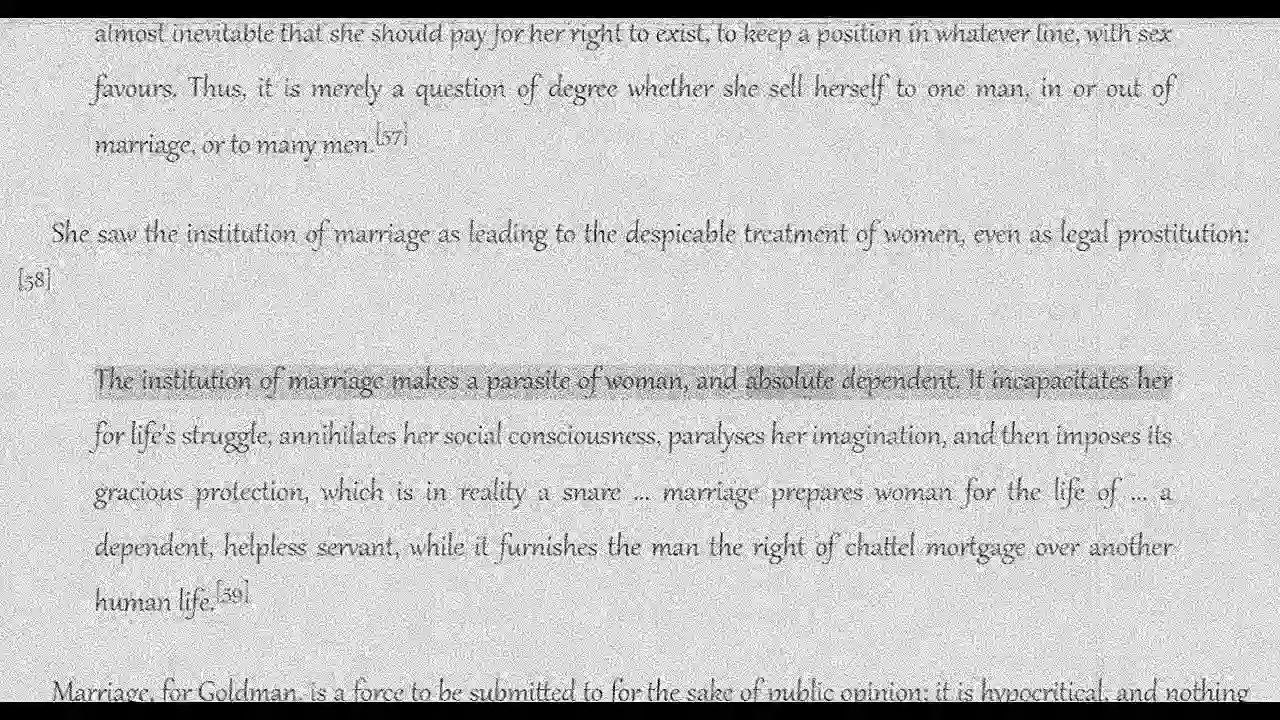 almost inevitable that she should pay for her right to exist, to keep a position in whatever line, with sex
favours. Thus, it is merely a question of degree whether she sell herself to one man, in or out of
marriage, or to many men.[57]
She saw the institution of marriage as leading to the despicable treatment of women, even as legal prostitution:
[58]
The institution of marriage makes a parasite of woman, and absolute dependent. It incapacitates her
for life's struggle, annihilates her social consciousness, paralyses her imagination, and then imposes its
gracious protection, which is in reality a snare ... marriage prepares woman for the life of ... a
dependent, helpless servant, while it furnishes the man the right of chattel mortgage over another
human life.[59]
Marriage, for Goldman, is a force to be submitted to for the sake of public opinion; it is hypocritical, and nothing